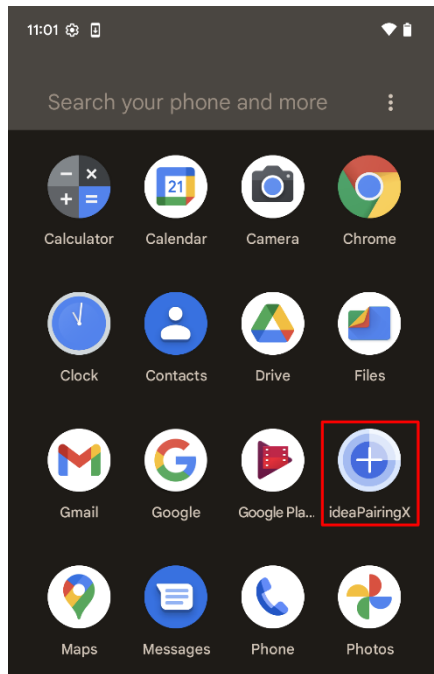 11:01
Search your phone and more
21
Calculator Calendar Camera Chrome
Clock Contacts Drive Files
Gmail Google Google Pla... ideaPairingX
Maps Messages Phone Photos